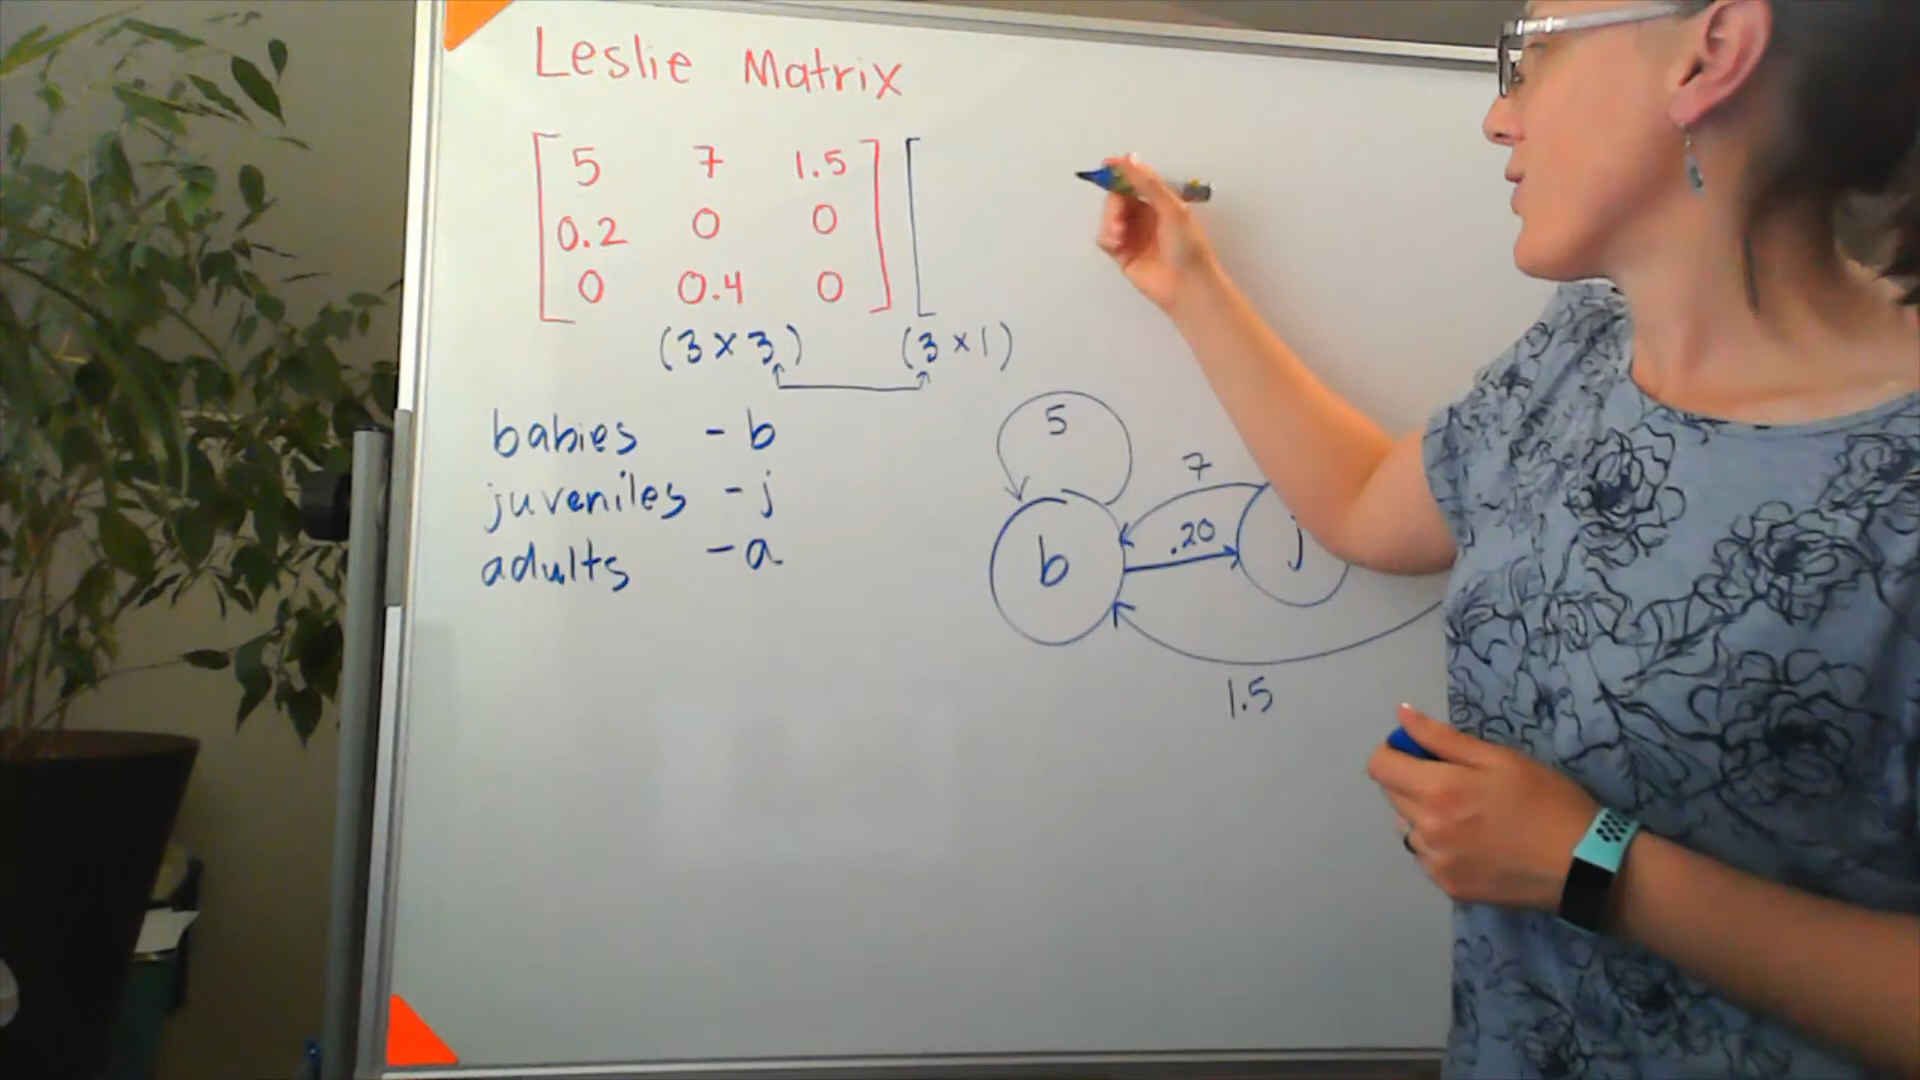 Leslie Matrix
5 7 1.5
0.2 0 0
0 0.4 0
(3 × 3) (3 × 1)
babies - b
juveniles - j
adults - a
5
7
.20
b
j
1.5